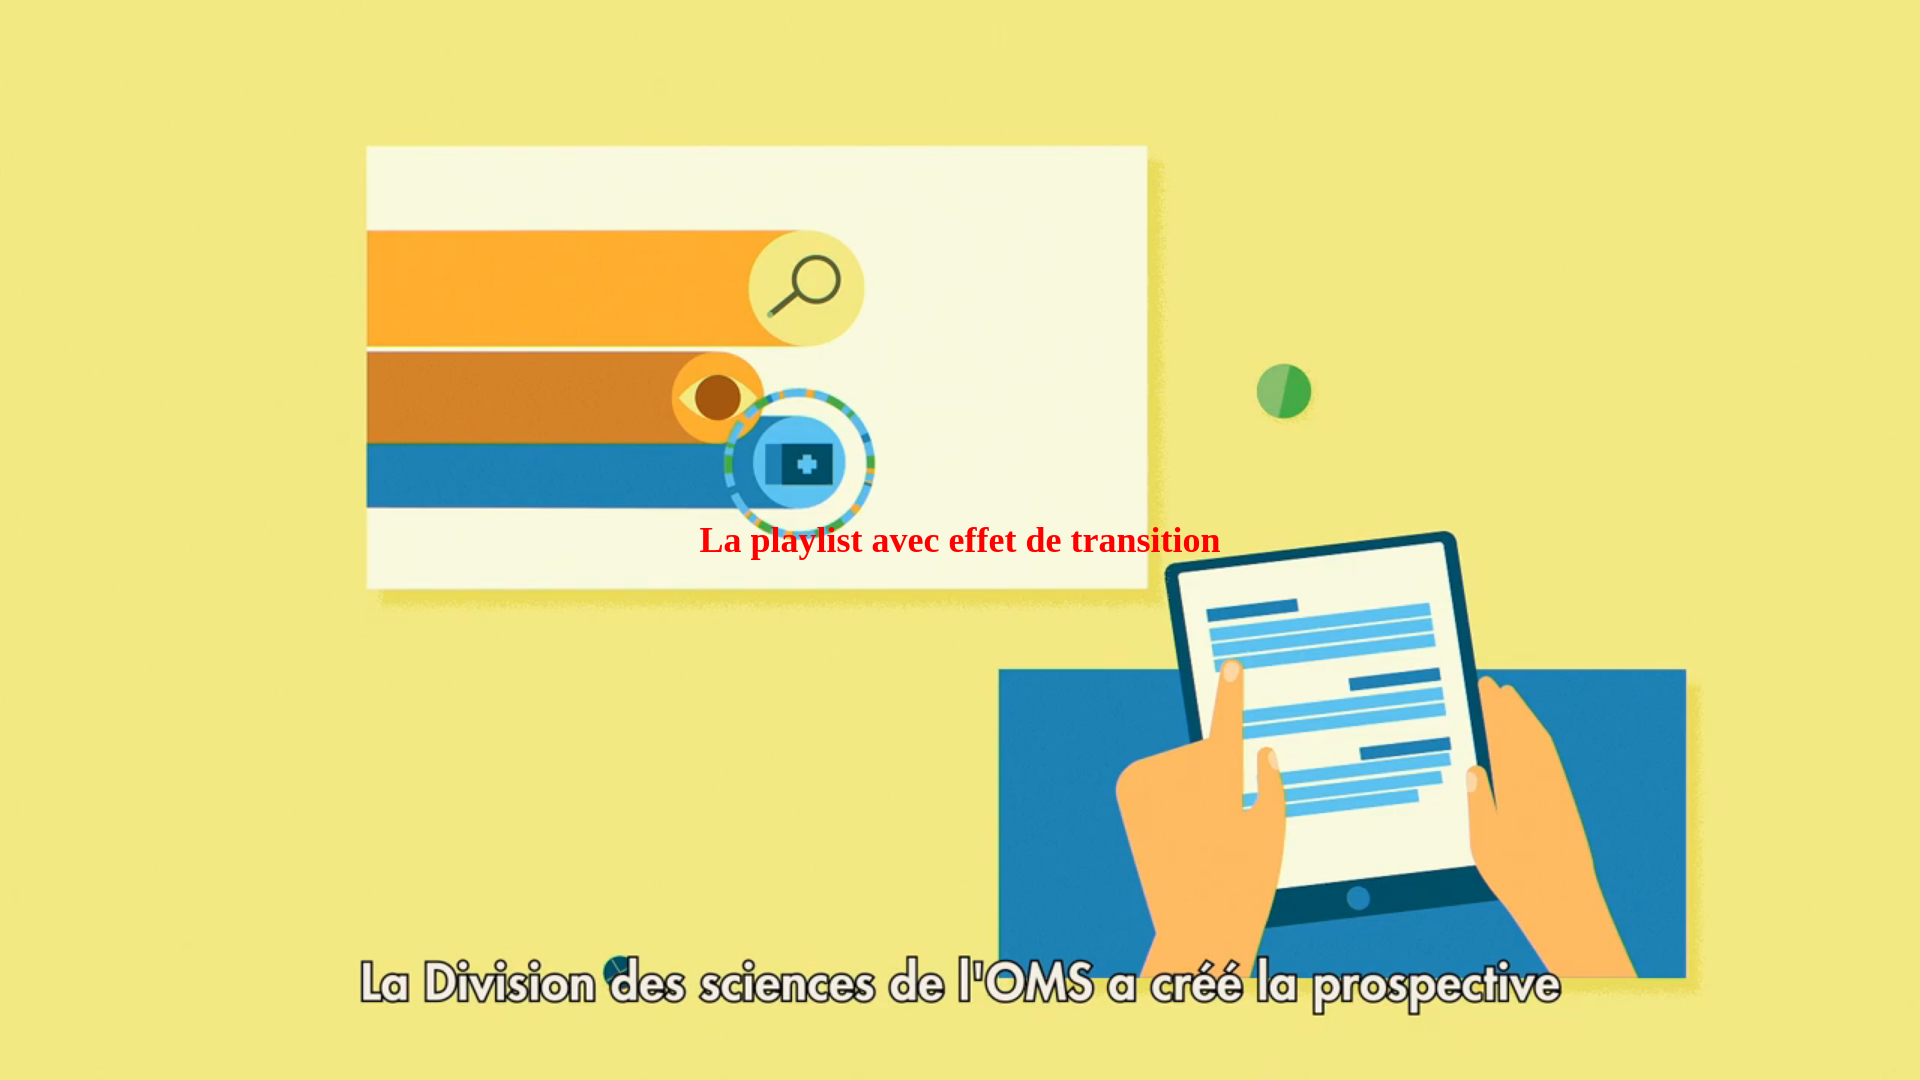 La playlist avec effet de transition
La Division des sciences de l'OMS a créé la prospective